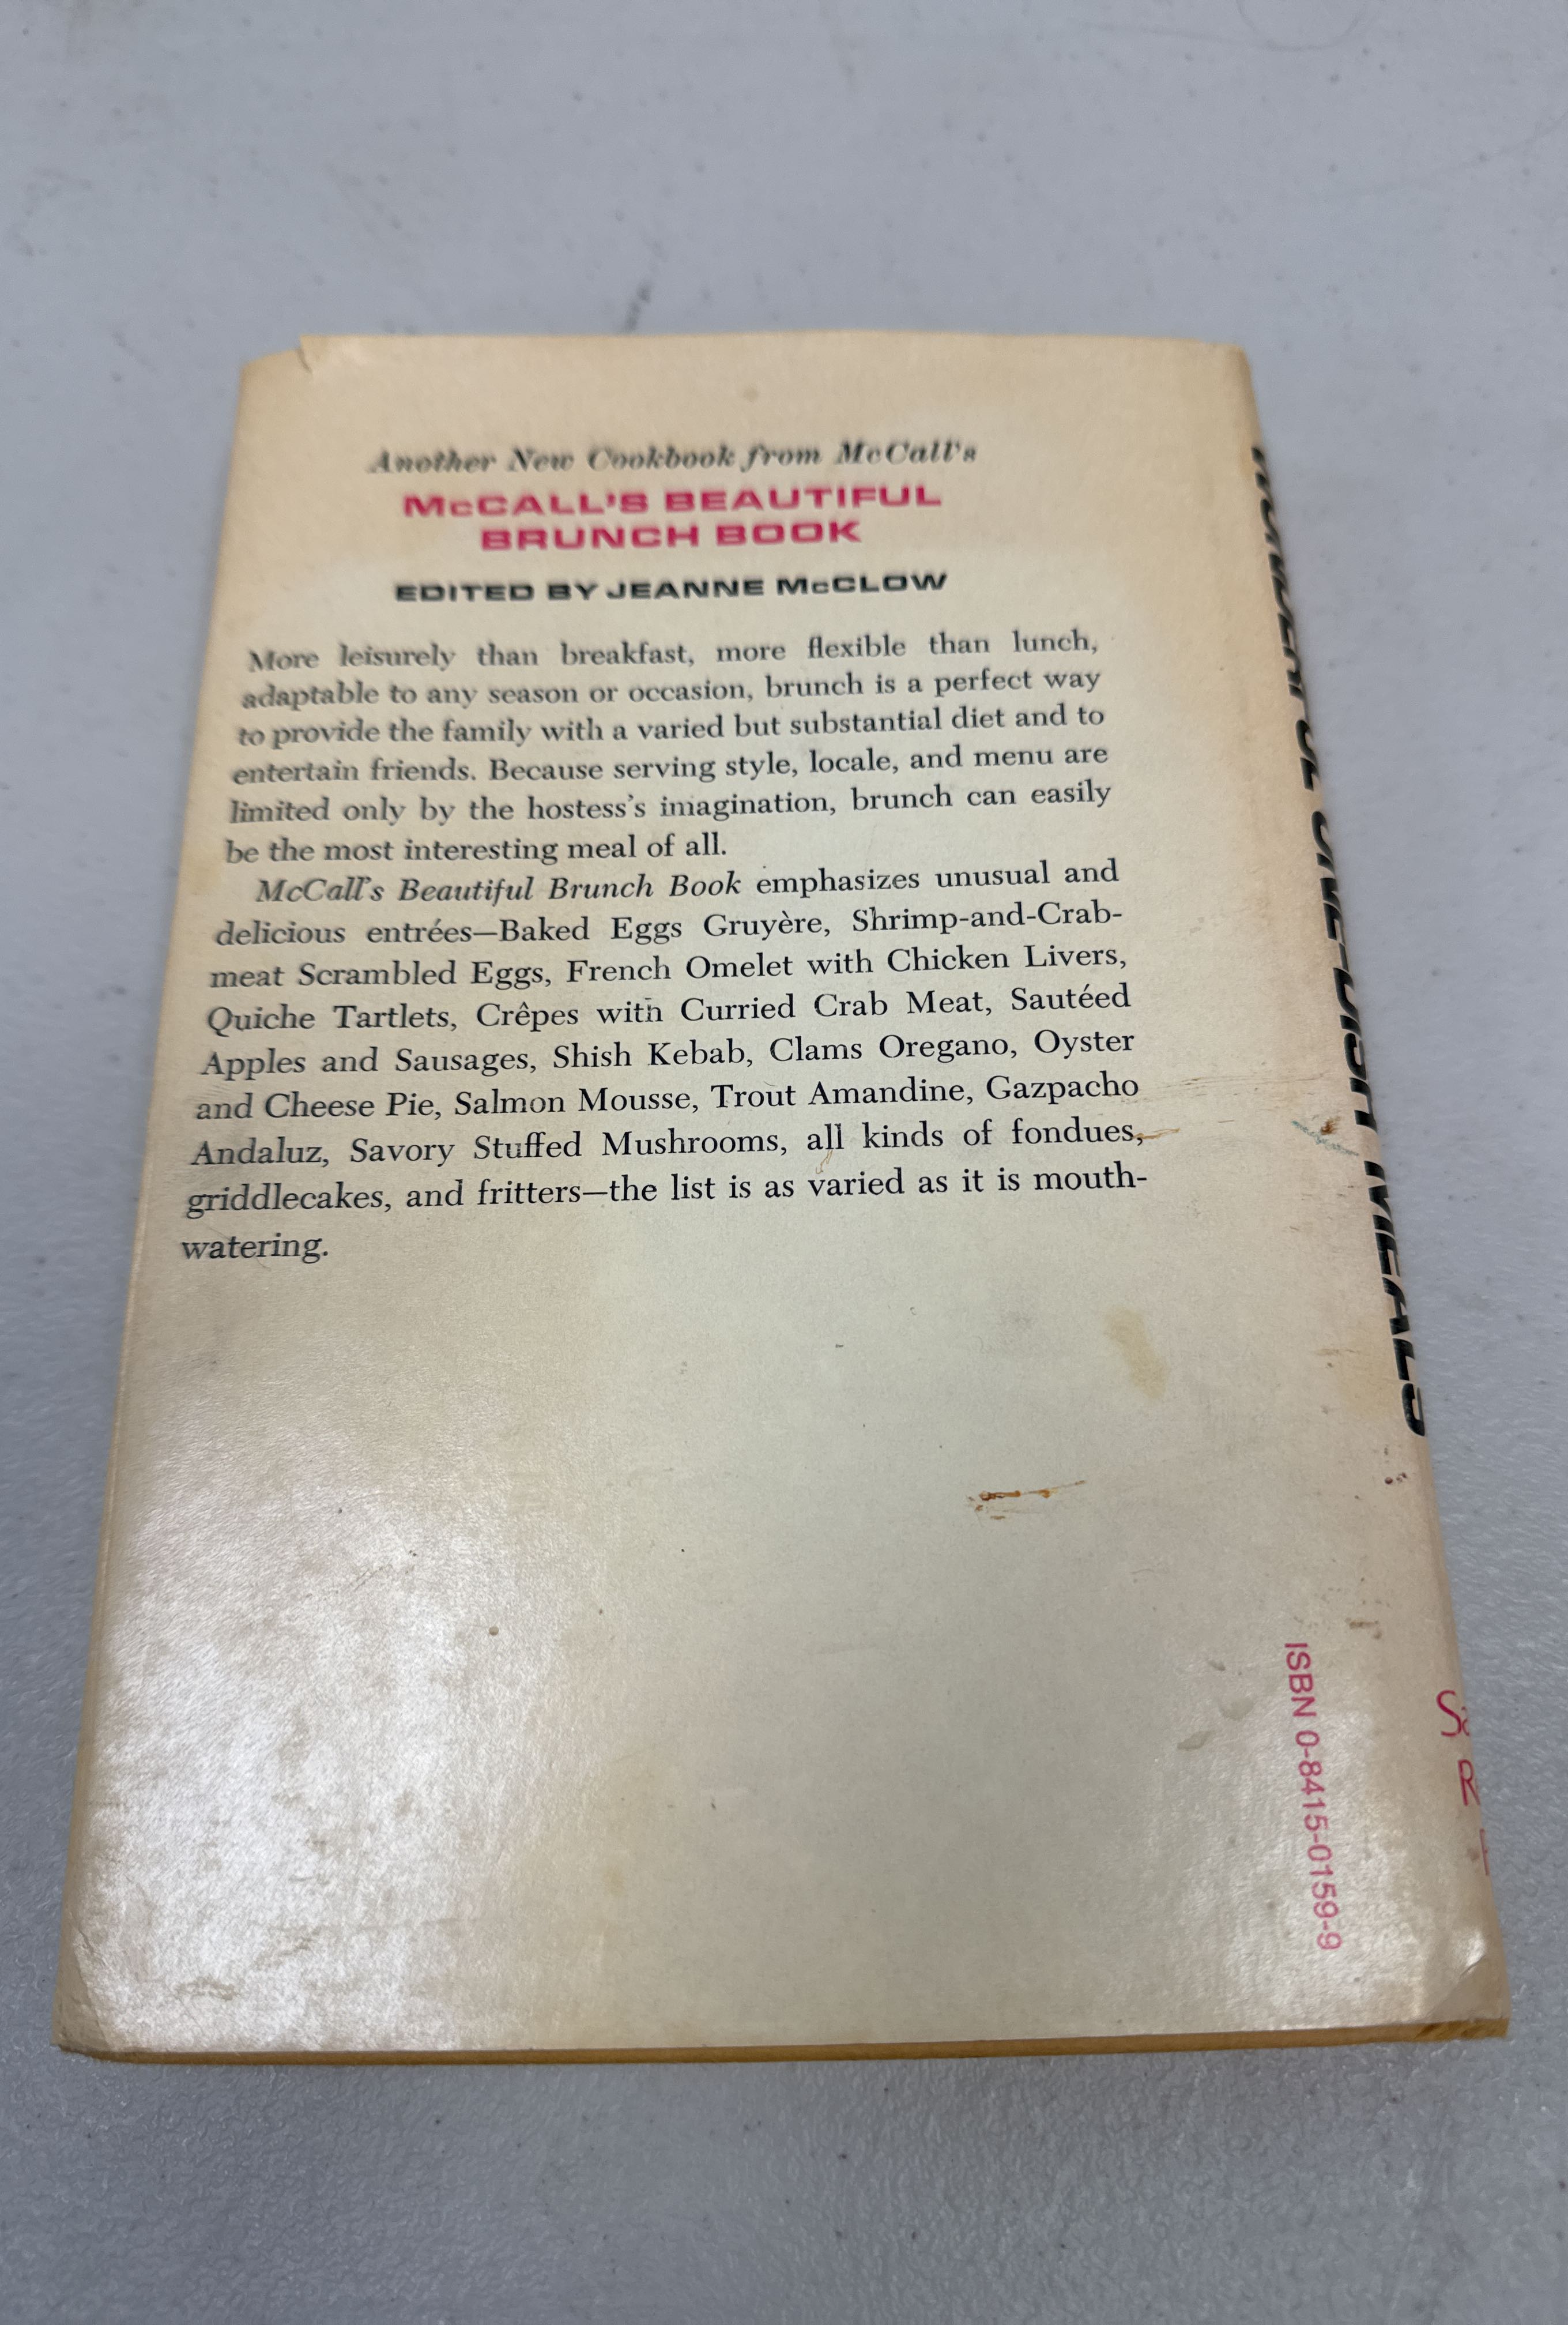 Another New Cookbook from McCall's
McCALL'S BEAUTIFUL
BRUNCH BOOK
EDITED BY JEANNE McCLOW
More leisurely than breakfast, more flexible than lunch,
adaptable to any season or occasion, brunch is a perfect way
to provide the family with a varied but substantial diet and to
entertain friends. Because serving style, locale, and menu are
limited only by the hostess's imagination, brunch can easily
be the most interesting meal of all.
McCall's Beautiful Brunch Book emphasizes unusual and
delicious entrées—Baked Eggs Gruyère, Shrimp-and-Crab-
meat Scrambled Eggs, French Omelet with Chicken Livers,
Quiche Tartlets, Crêpes with Curried Crab Meat, Sautéed
Apples and Sausages, Shish Kebab, Clams Oregano, Oyster
and Cheese Pie, Salmon Mousse, Trout Amandine, Gazpacho
Andaluz, Savory Stuffed Mushrooms, all kinds of fondues,
griddlecakes, and fritters—the list is as varied as it is mouth-
watering.
ISBN 0-8415-0159-9
ONE-DISH MEALS